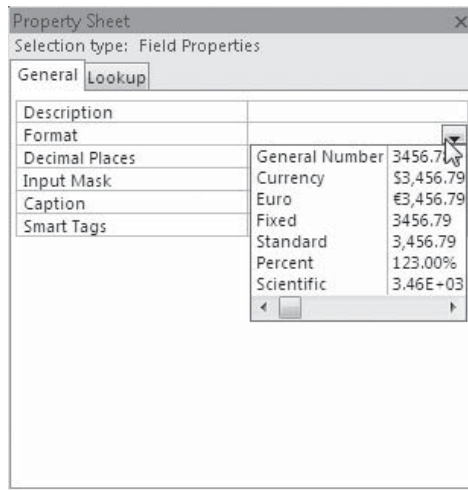 Property Sheet
Selection type: Field Properties
General Lookup
Description
Format
Decimal Places
Input Mask
Caption
Smart Tags
General Number
Currency $3,456.79
Euro €3,456.79
Fixed 3456.79
Standard 3,456.79
Percent 123.00%
Scientific 3.46E+03